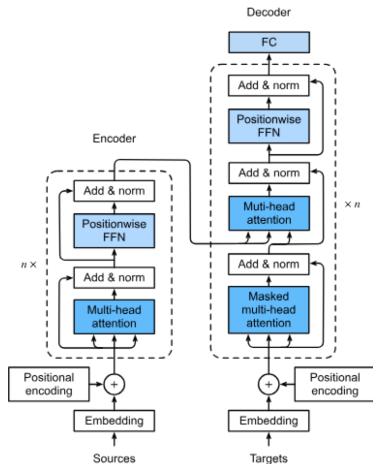 Decoder
FC
Add & norm
Positionwise
FFN
Add & norm
Muti-head
attention
× n
Add & norm
Masked
multi-head
attention
Positional
encoding
+
Embedding
Targets
Encoder
Add & norm
Positionwise
FFN
n ×
Add & norm
Multi-head
attention
Positional
encoding
+
Embedding
Sources